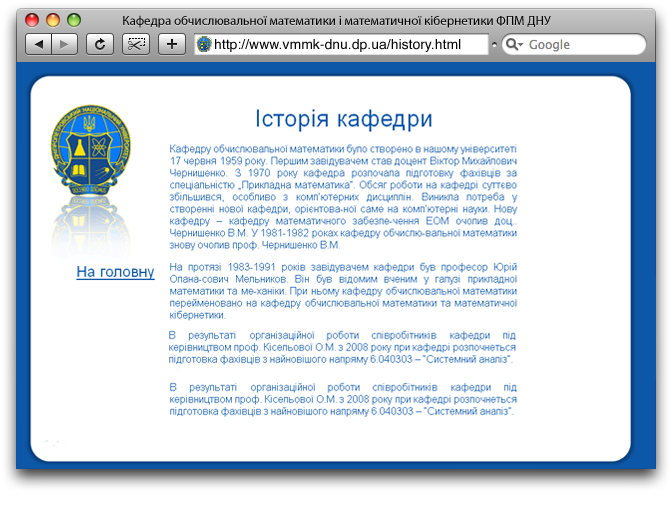 Кафедра обчислювальної математики і математичної кібернетики ФПМ ДНУ
http://www.vmmk-dnu.dp.ua/history.html
Google
Історія кафедри
Кафедру обчислювальної математики було створено в нашому університеті
17 червня 1959 року. Першим завідувачем став доцент Віктор Михайлович
Чернишенко. З 1970 року кафедра розпочала підготовку фахівців за
спеціальністю „Прикладна математика". Обсяг роботи на кафедрі суттєво
збільшився, особливо з комп'ютерних дисциплін. Виникла потреба у
створенні нової кафедри, орієнтова-ної саме на комп'ютерні науки. Нову
кафедру – кафедру математичного забезпе-чення ЕОМ очолив доц.
Чернишенко В.М. У 1981-1982 роках кафедру обчислю-вальної математики
знову очолив проф. Чернишенко В.М.
На головну
На протязі 1983-1991 років завідувачем кафедри був професор Юрій
Опана-сович Мельников. Він був відомим вченим у галузі прикладної
математики та ме-ханіки. При ньому кафедру обчислювальної математики
перейменовано на кафедру обчислювальної математики та математичної
кібернетики.
В результаті організаційної роботи співробітників кафедри під
керівництвом проф. Кісельової О.М. з 2008 року при кафедрі розпочнеться
підготовка фахівців з найновішого напряму 6.040303 – "Системний аналіз".
В результаті організаційної роботи співробітників кафедри під
керівництвом проф. Кісельової О.М. з 2008 року при кафедрі розпочнеться
підготовка фахівців з найновішого напряму 6.040303 – "Системний аналіз".